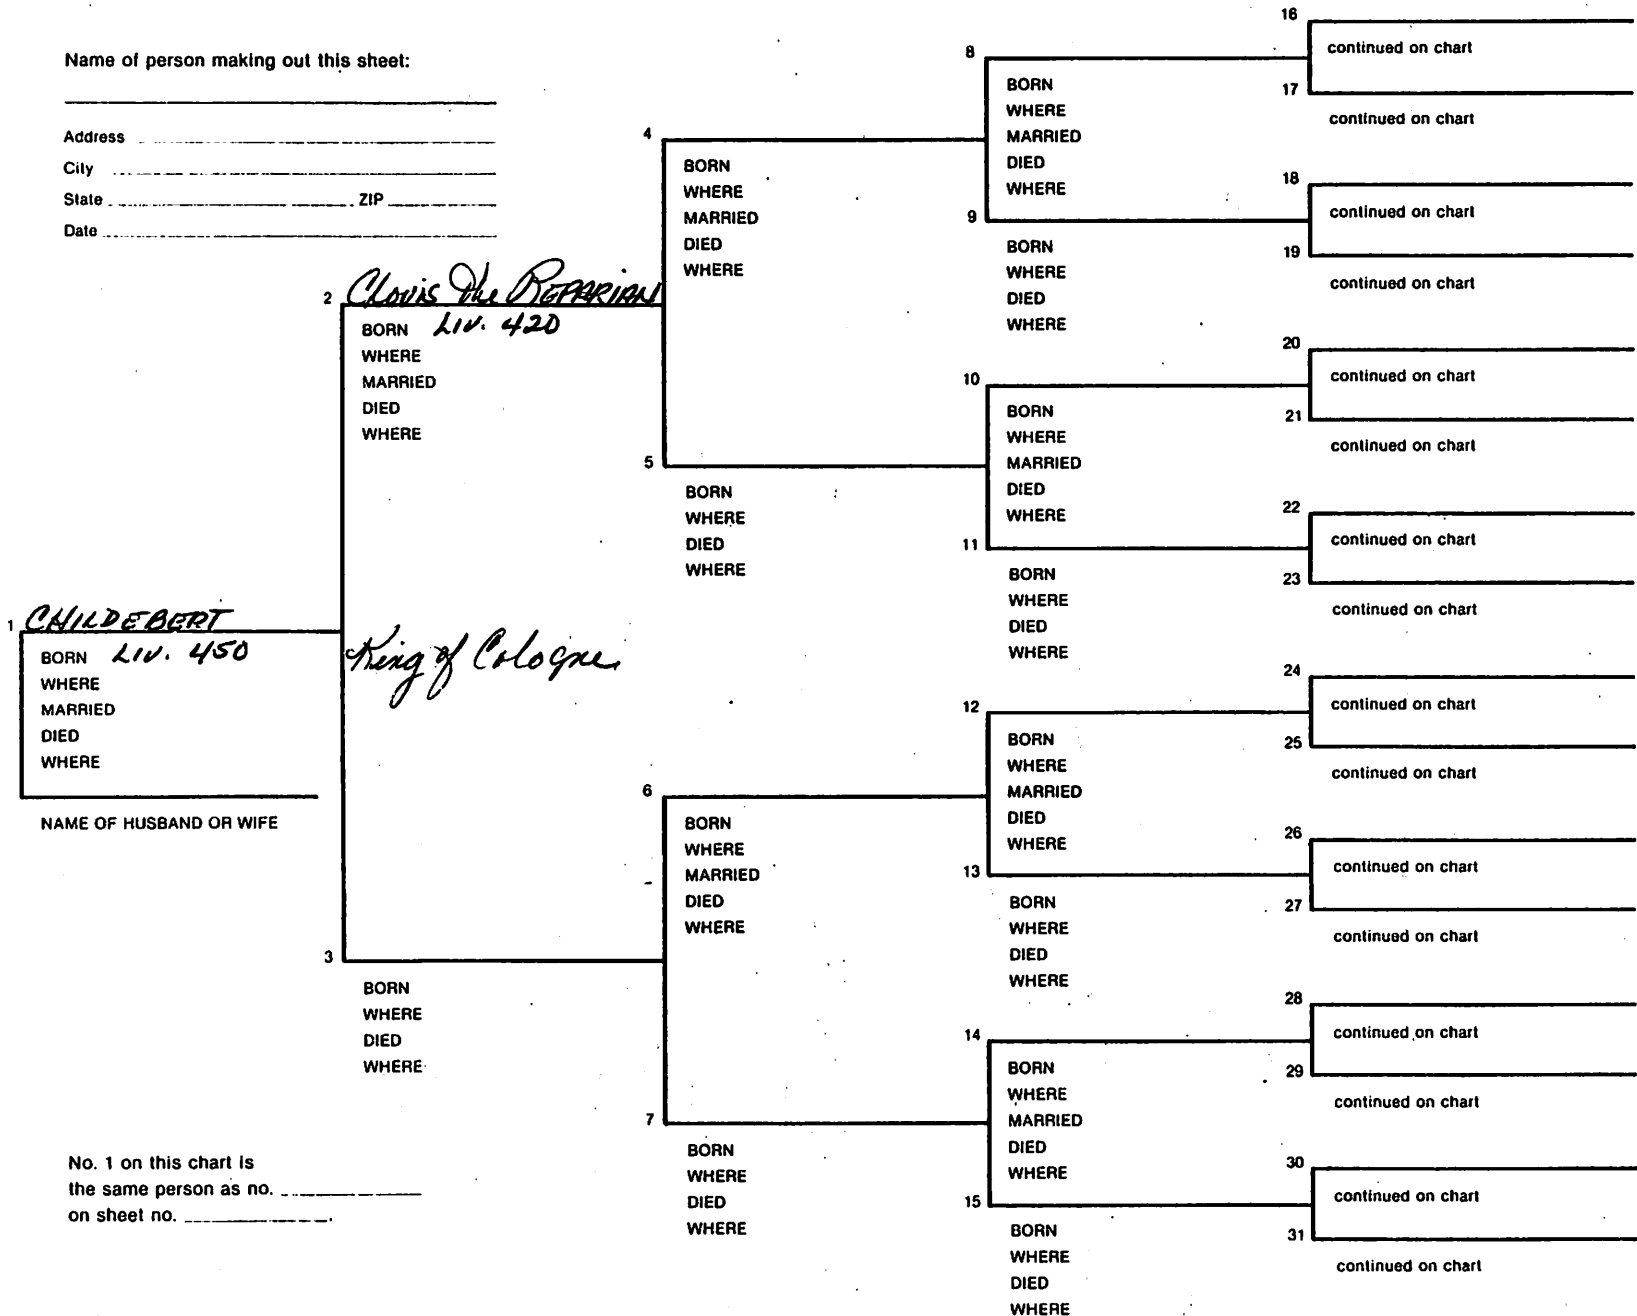 Name of person making out this sheet:
Address
City
State ZIP
Date
1 CHILDEBERT
BORN LIV. 450
WHERE
MARRIED
DIED
WHERE
NAME OF HUSBAND OR WIFE
2 Clovis the REPARIAN
BORN LIV. 420
WHERE
MARRIED
DIED
WHERE
King of Cologne
3
BORN
WHERE
DIED
WHERE
No. 1 on this chart is
the same person as no.
on sheet no.
4
BORN
WHERE
MARRIED
DIED
WHERE
5
BORN
WHERE
DIED
WHERE
6
BORN
WHERE
MARRIED
DIED
WHERE
7
BORN
WHERE
DIED
WHERE
8
BORN
WHERE
MARRIED
DIED
WHERE
9
BORN
WHERE
DIED
WHERE
10
BORN
WHERE
MARRIED
DIED
WHERE
11
BORN
WHERE
DIED
WHERE
12
BORN
WHERE
MARRIED
DIED
WHERE
13
BORN
WHERE
DIED
WHERE
14
BORN
WHERE
MARRIED
DIED
WHERE
15
BORN
WHERE
DIED
WHERE
16
continued on chart
17
continued on chart
18
continued on chart
19
continued on chart
20
continued on chart
21
continued on chart
22
continued on chart
23
continued on chart
24
continued on chart
25
continued on chart
26
continued on chart
27
continued on chart
28
continued on chart
29
continued on chart
30
continued on chart
31
continued on chart